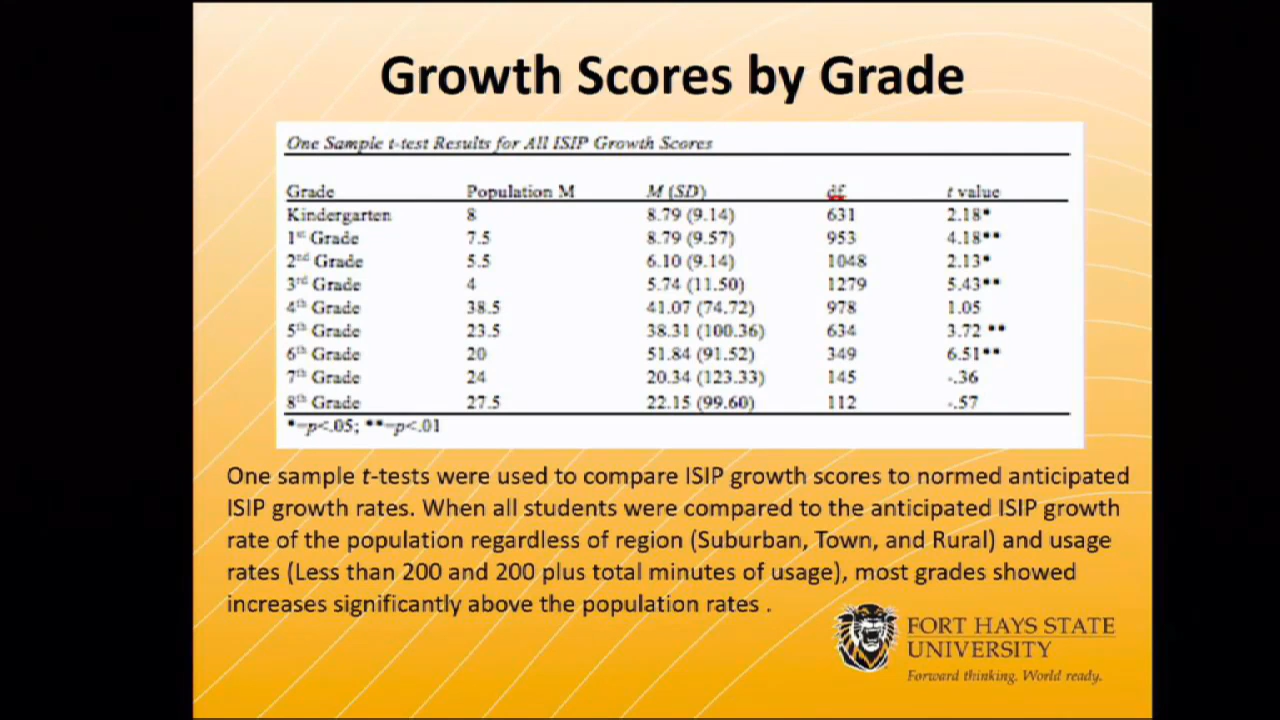 Growth Scores by Grade
One Sample t-test Results for All ISIP Growth Scores
Grade Population M M (SD) df t value
Kindergarten 8 8.79 (9.14) 631 2.18*
1st Grade 7.5 8.79 (9.57) 953 4.18**
2nd Grade 5.5 6.10 (9.14) 1048 2.13*
3rd Grade 4 5.74 (11.50) 1279 5.43**
4th Grade 38.5 41.07 (74.72) 978 1.05
5th Grade 23.5 38.31 (100.36) 634 3.72 **
6th Grade 20 51.84 (91.52) 349 6.51**
7th Grade 24 20.34 (123.33) 145 -.36
8th Grade 27.5 22.15 (99.60) 112 -.57
*=p<.05; **=p<.01
One sample t-tests were used to compare ISIP growth scores to normed anticipated
ISIP growth rates. When all students were compared to the anticipated ISIP growth
rate of the population regardless of region (Suburban, Town, and Rural) and usage
rates (Less than 200 and 200 plus total minutes of usage), most grades showed
increases significantly above the population rates .
FORT HAYS STATE
UNIVERSITY
Forward thinking. World ready.